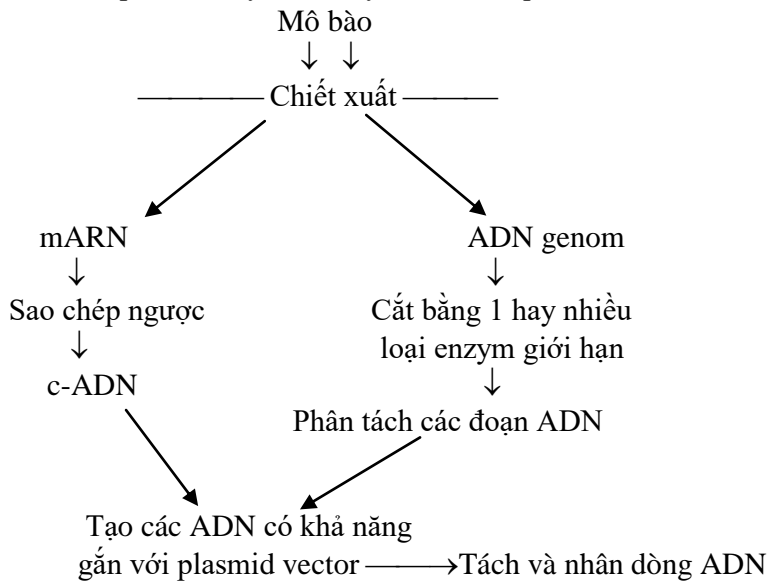 Mô bào
Chiết xuất
mARN
ADN genom
Sao chép ngược
Cắt bằng 1 hay nhiều
loại enzym giới hạn
c-ADN
Phân tách các đoạn ADN
Tạo các ADN có khả năng
gắn với plasmid vector Tách và nhân dòng ADN